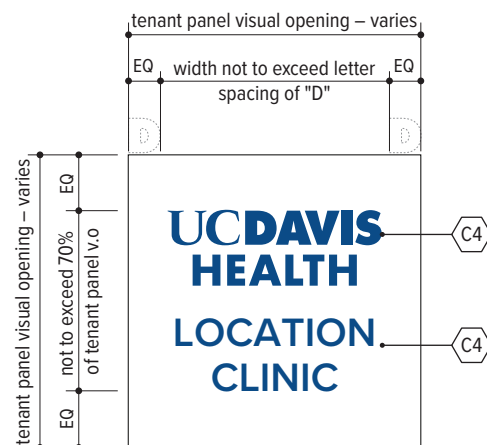 tenant panel visual opening – varies
EQ
width not to exceed letter
spacing of "D"
EQ
D
D
tenant panel visual opening – varies
EQ
not to exceed 70%
of tenant panel v.o
EQ
UCDAVIS
HEALTH
C4
LOCATION
CLINIC
C4